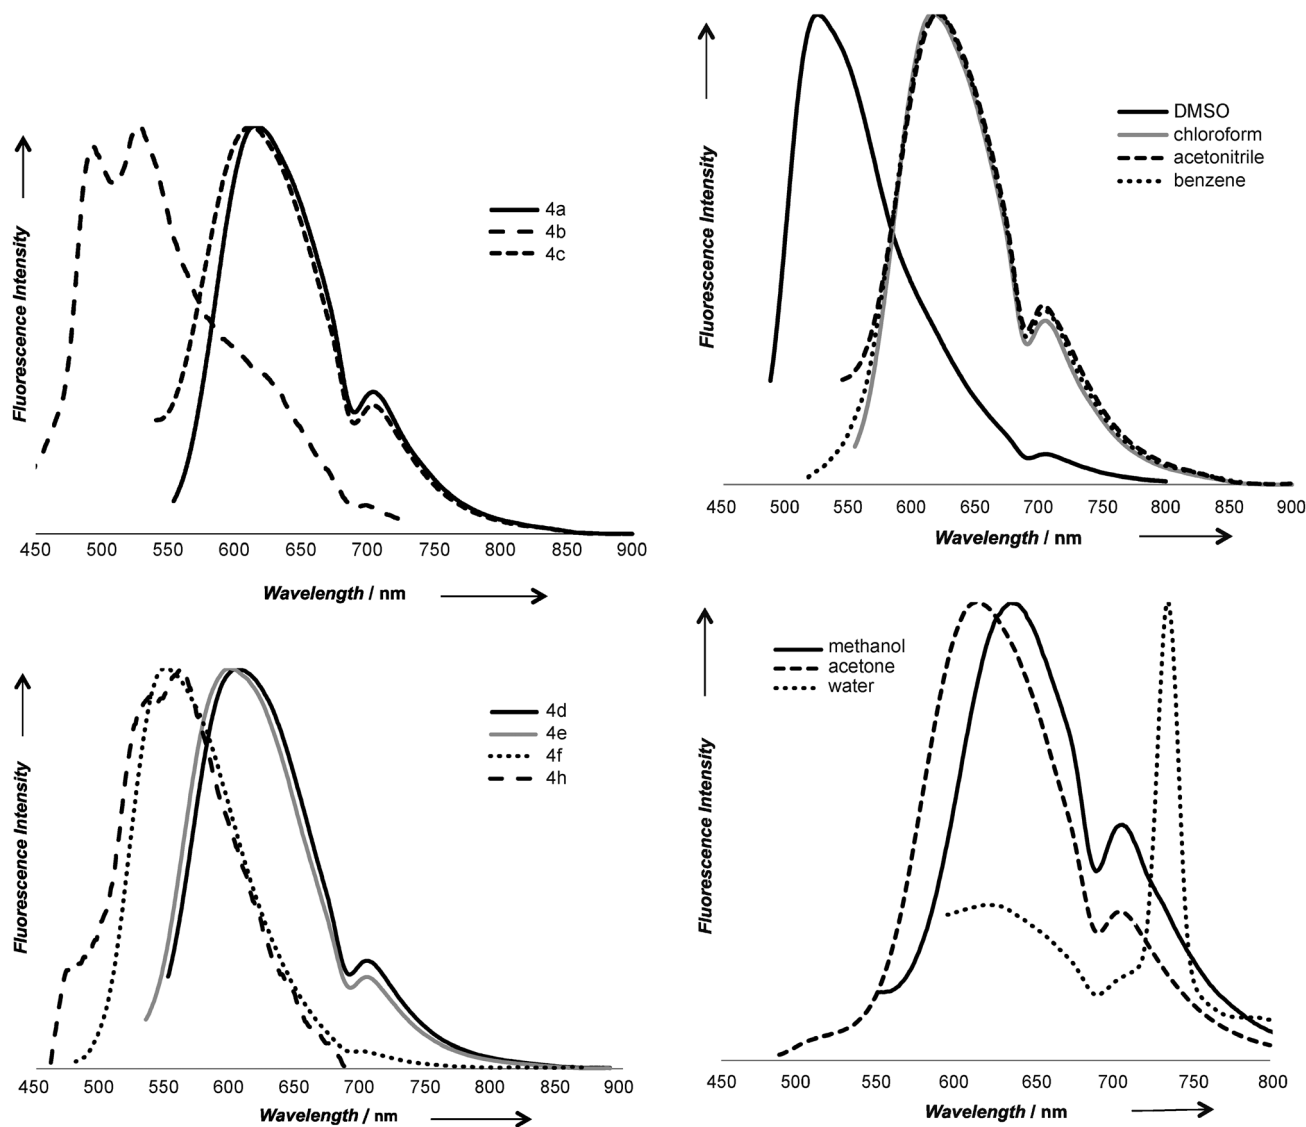 Fluorescence Intensity
4a
4b
4c
450 500 550 600 650 700 750 800 850 900
Wavelength / nm
Fluorescence Intensity
DMSO
chloroform
acetonitrile
benzene
450 500 550 600 650 700 750 800 850 900
Wavelength / nm
Fluorescence Intensity
4d
4e
4f
4h
450 500 550 600 650 700 750 800 850 900
Wavelength / nm
Fluorescence Intensity
methanol
acetone
water
450 500 550 600 650 700 750 800
Wavelength / nm